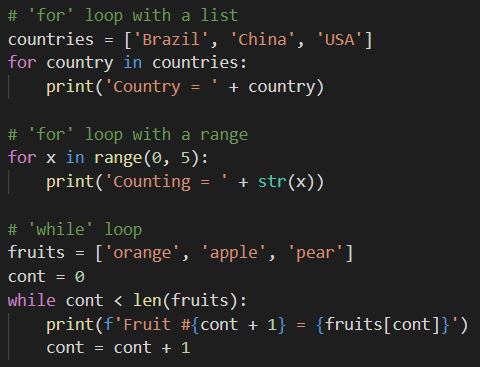 # 'for' loop with a list
countries = ['Brazil', 'China', 'USA']
for country in countries:
    print('Country = ' + country)

# 'for' loop with a range
for x in range(0, 5):
    print('Counting = ' + str(x))

# 'while' loop
fruits = ['orange', 'apple', 'pear']
cont = 0
while cont < len(fruits):
    print(f'Fruit #{cont + 1} = {fruits[cont]}')
    cont = cont + 1